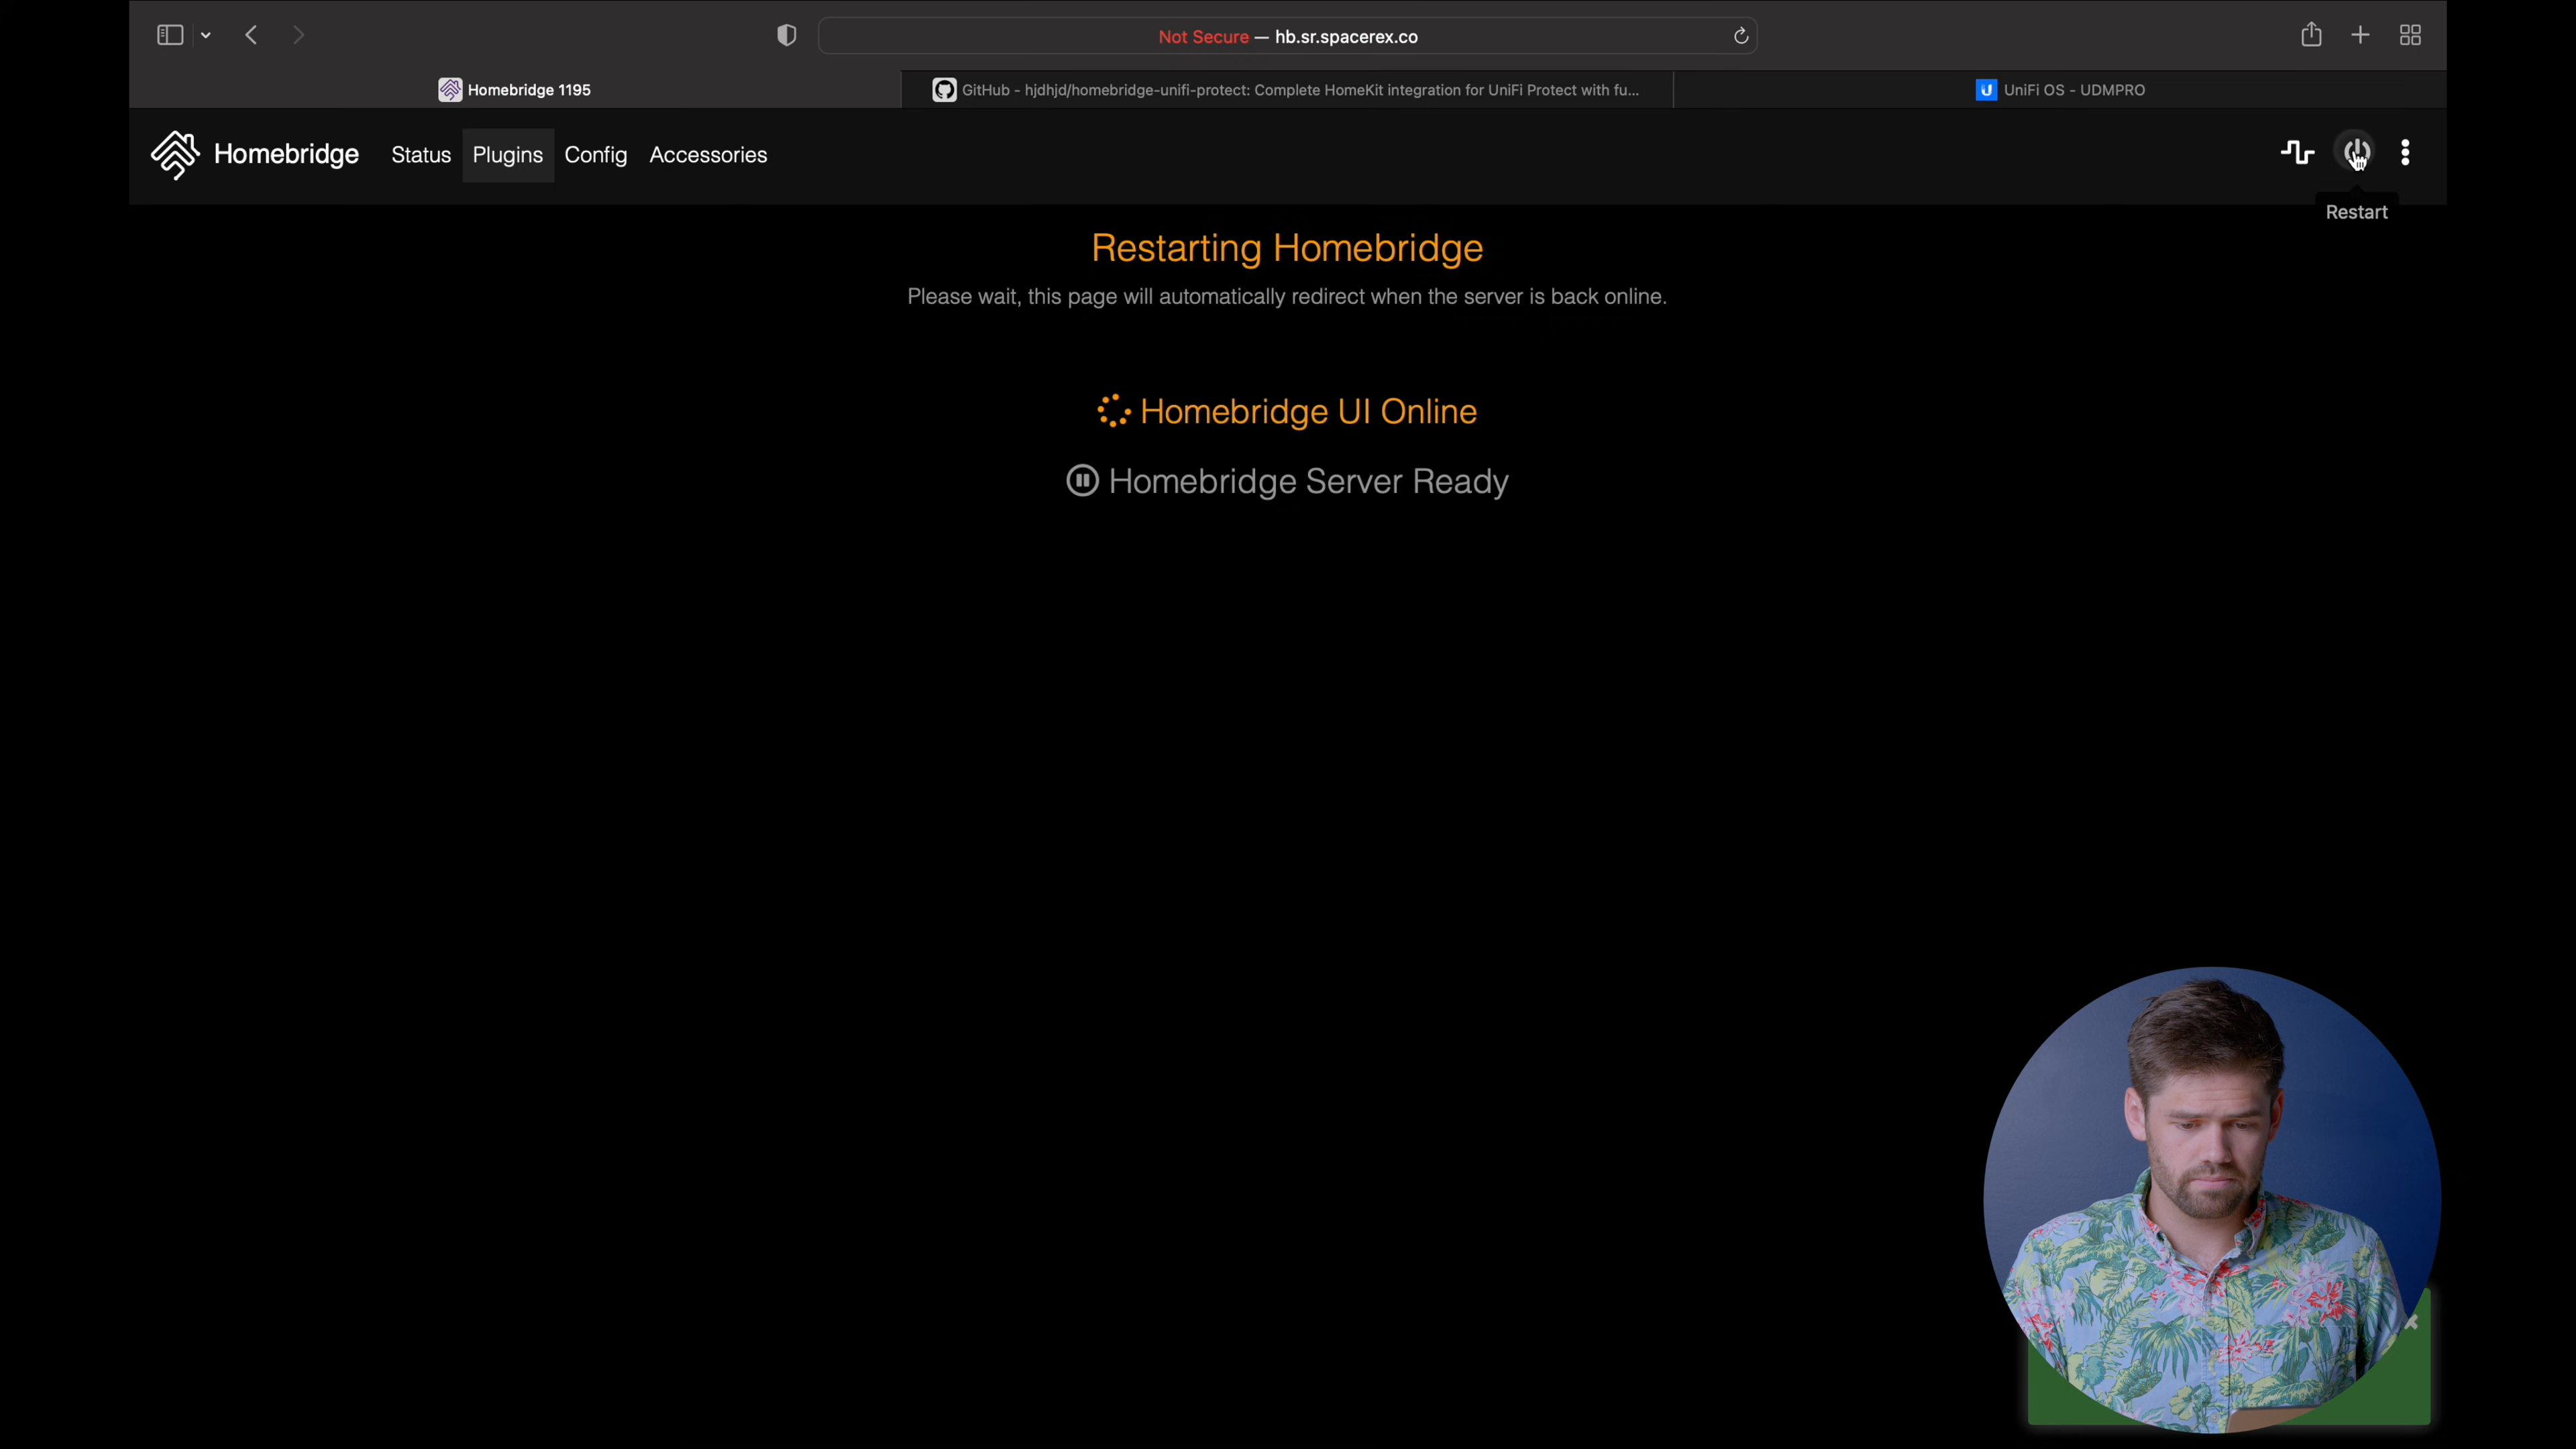 Not Secure — hb.sr.spacerex.co
Homebridge 1195
GitHub - hjdhjd/homebridge-unifi-protect: Complete HomeKit integration for UniFi Protect with fu...
UniFi OS - UDMPRO
Homebridge Status Plugins Config Accessories
Restart
Restarting Homebridge
Please wait, this page will automatically redirect when the server is back online.
Homebridge UI Online
Homebridge Server Ready